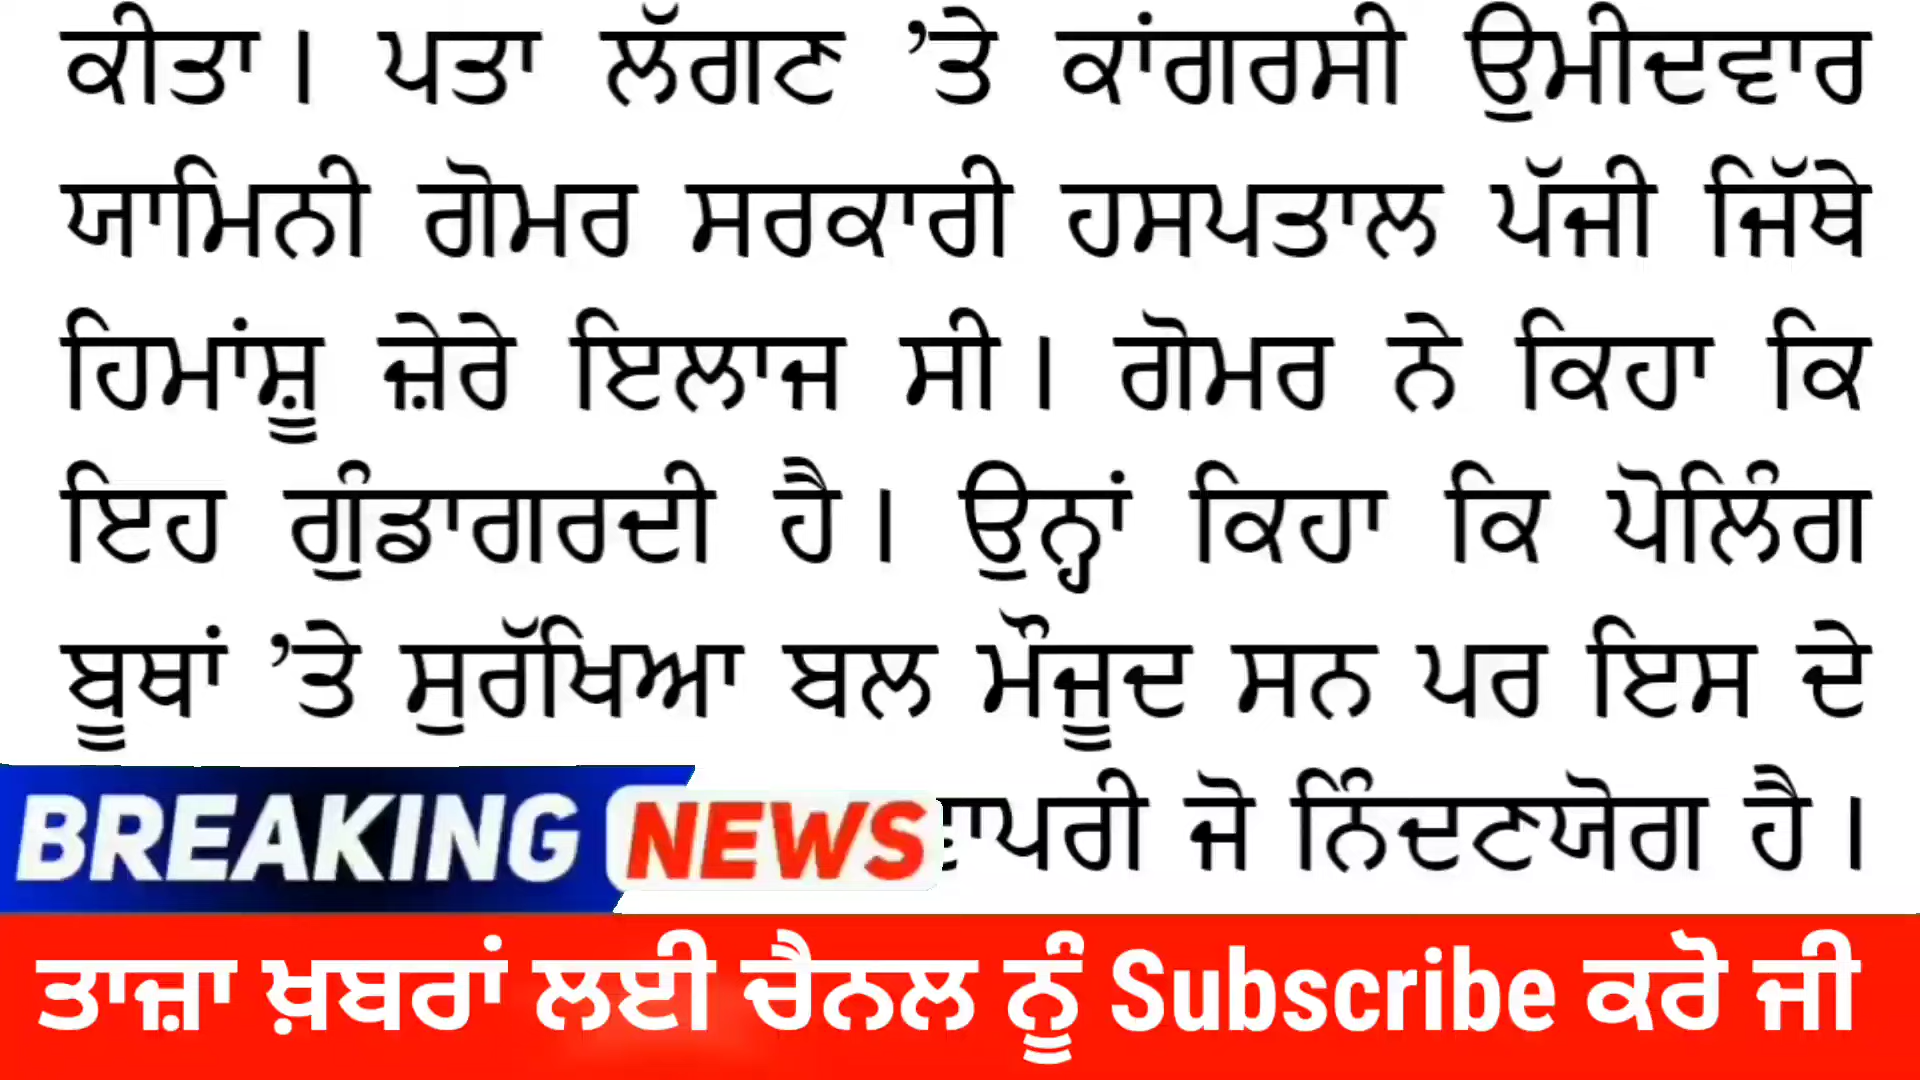 ਕੀਤਾ। ਪਤਾ ਲੱਗਣ ’ਤੇ ਕਾਂਗਰਸੀ ਉਮੀਦਵਾਰ
ਯਾਮਿਨੀ ਗੋਮਰ ਸਰਕਾਰੀ ਹਸਪਤਾਲ ਪੱਜੀ ਜਿੱਥੇ
ਹਿਮਾਂਸ਼ੂ ਜ਼ੇਰੇ ਇਲਾਜ ਸੀ। ਗੋਮਰ ਨੇ ਕਿਹਾ ਕਿ
ਇਹ ਗੁੰਡਾਗਰਦੀ ਹੈ। ਉਨ੍ਹਾਂ ਕਿਹਾ ਕਿ ਪੋਲਿੰਗ
ਬੂਥਾਂ ’ਤੇ ਸੁਰੱਖਿਆ ਬਲ ਮੌਜੂਦ ਸਨ ਪਰ ਇਸ ਦੇ
ਜੋ ਨਿੰਦਣਯੋਗ ਹੈ।
BREAKING NEWS
ਤਾਜ਼ਾ ਖ਼ਬਰਾਂ ਲਈ ਚੈਨਲ ਨੂੰ Subscribe ਕਰੋ ਜੀ